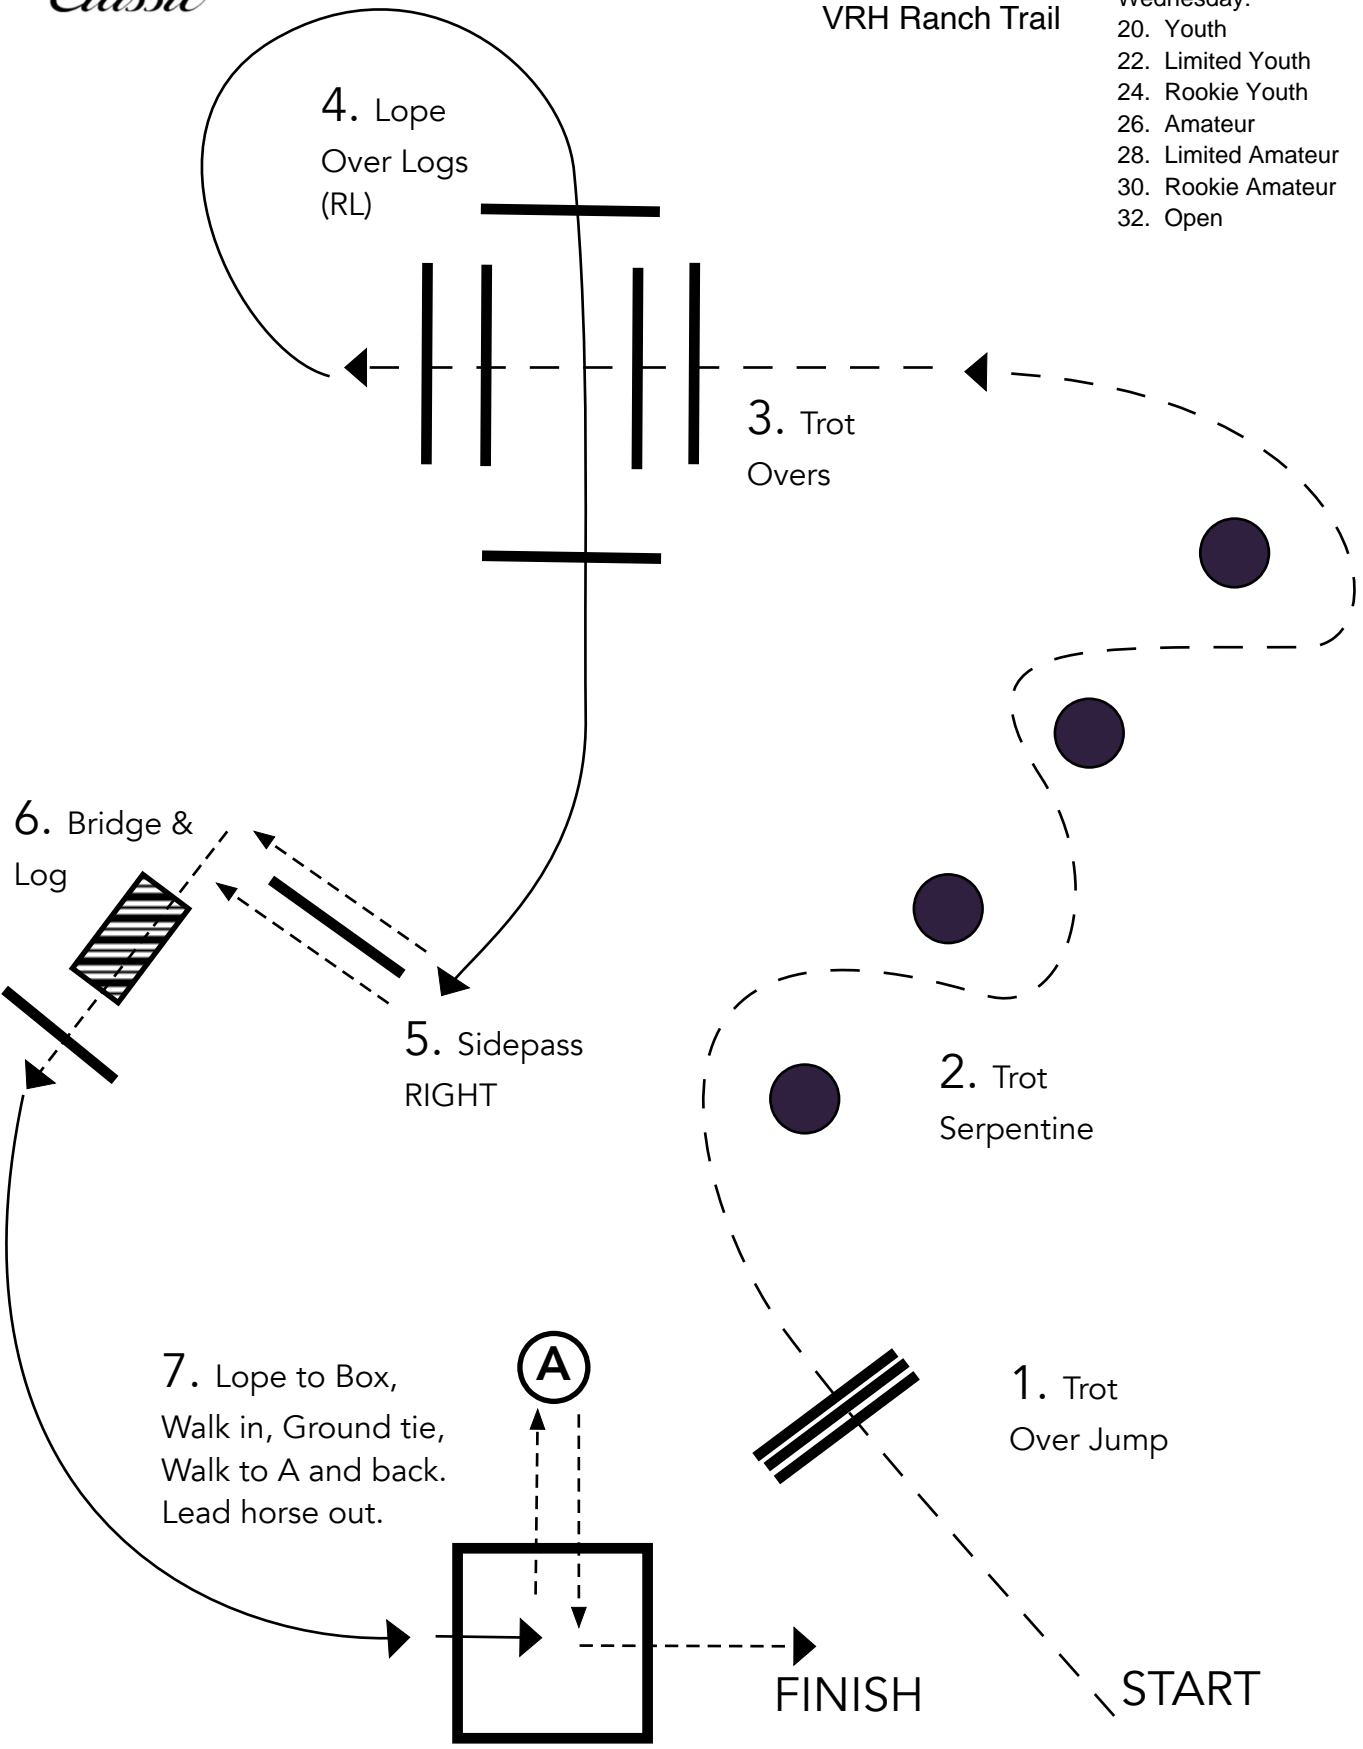 Classic
VRH Ranch Trail
Wednesday:
20. Youth
22. Limited Youth
24. Rookie Youth
26. Amateur
28. Limited Amateur
30. Rookie Amateur
32. Open
4. Lope
Over Logs
(RL)
3. Trot
Overs
6. Bridge &
Log
5. Sidepass
RIGHT
2. Trot
Serpentine
7. Lope to Box,
Walk in, Ground tie,
Walk to A and back.
Lead horse out.
A
1. Trot
Over Jump
FINISH
START